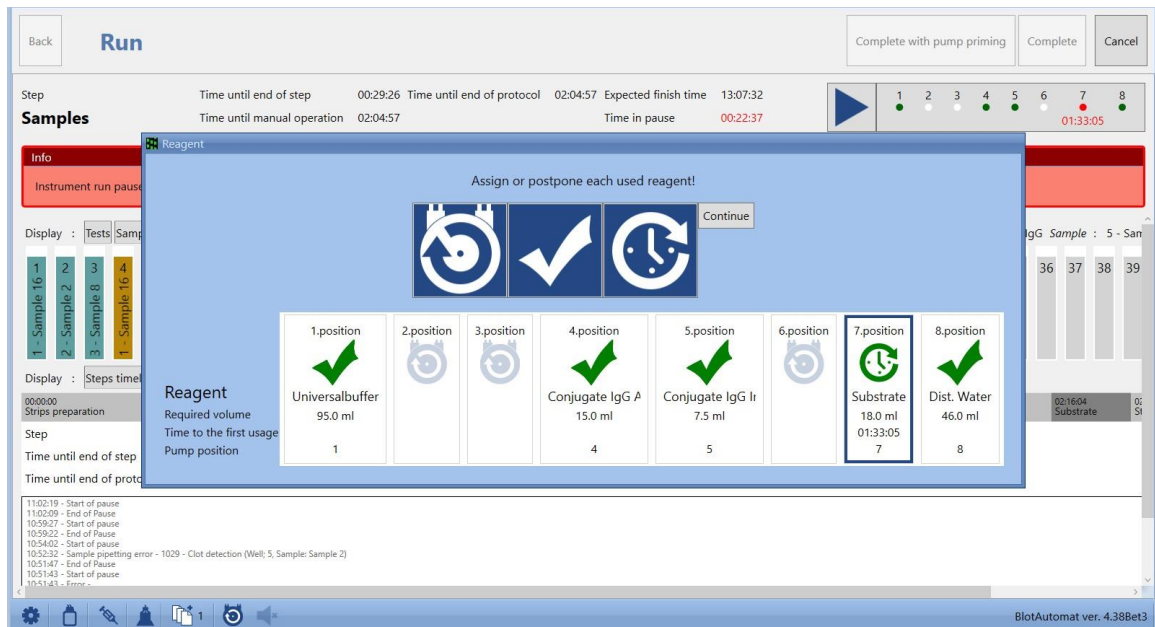 Back
Run
Complete with pump priming
Complete
Cancel
Step
Time until end of step 00:29:26 Time until end of protocol 02:04:57 Expected finish time 13:07:32
Samples
Time until manual operation 02:04:57 Time in pause 00:22:37
1 2 3 4 5 6 7 8
01:33:05
Info
Instrument run pause
Reagent
Assign or postpone each used reagent!
Continue
1.position 2.position 3.position 4.position 5.position 6.position 7.position 8.position
Reagent Universalbuffer Conjugate IgG A Conjugate IgG Ir Substrate Dist. Water
Required volume 95.0 ml 15.0 ml 7.5 ml 18.0 ml 46.0 ml
Time to the first usage 01:33:05
Pump position 1 4 5 7 8
Display : Tests Samp
IgG Sample : 5 - Sam
1 2 3 4
36 37 38 39
1 - Sample 16
2 - Sample 2
3 - Sample 8
1 - Sample 16
Display : Steps timel
00:00:00
Strips preparation
02:16:04
Substrate
Step
Time until end of step
Time until end of proto
11:02:19 - Start of pause
11:02:09 - End of Pause
10:59:27 - Start of pause
10:59:22 - End of Pause
10:54:02 - Start of pause
10:52:32 - Sample pipetting error - 1029 - Clot detection (Well; 5, Sample: Sample 2)
10:51:47 - End of Pause
10:51:43 - Start of pause
10:51:43 - Error -
1
BlotAutomat ver. 4.38Bet3